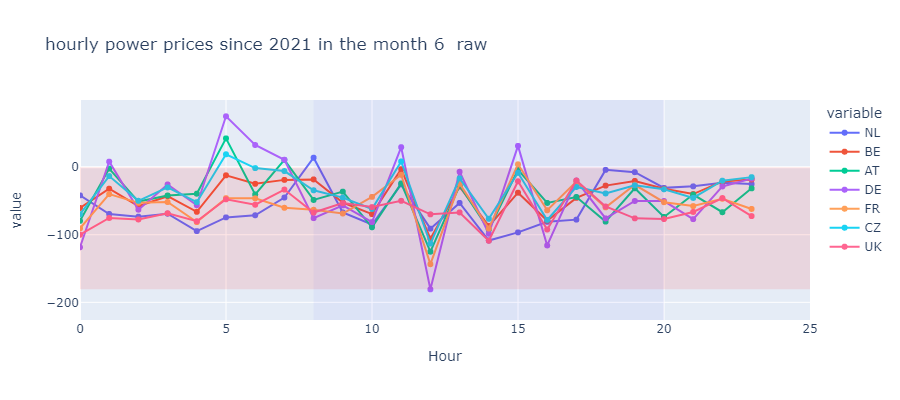 hourly power prices since 2021 in the month 6  raw
variable
NL
BE
AT
DE
FR
CZ
UK
value
0
−100
−200
0
5
10
15
20
25
Hour